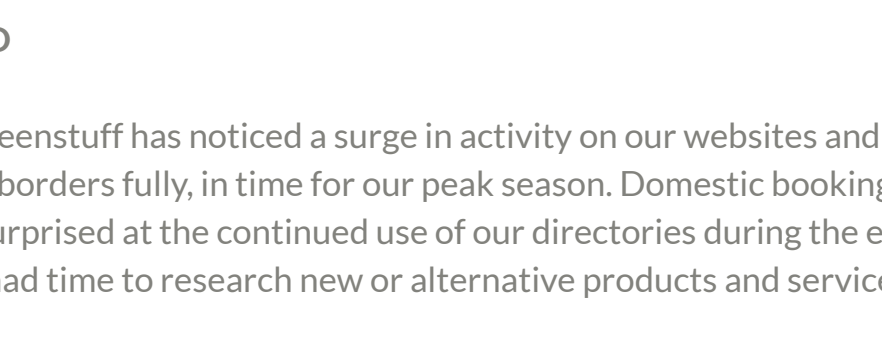 eenstuff has noticed a surge in activity on our websites and
borders fully, in time for our peak season. Domestic booking
urprised at the continued use of our directories during the e
had time to research new or alternative products and service